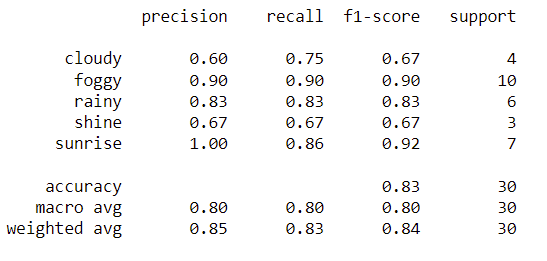 precision recall f1-score support
cloudy 0.60 0.75 0.67 4
foggy 0.90 0.90 0.90 10
rainy 0.83 0.83 0.83 6
shine 0.67 0.67 0.67 3
sunrise 1.00 0.86 0.92 7
accuracy 0.83 30
macro avg 0.80 0.80 0.80 30
weighted avg 0.85 0.83 0.84 30